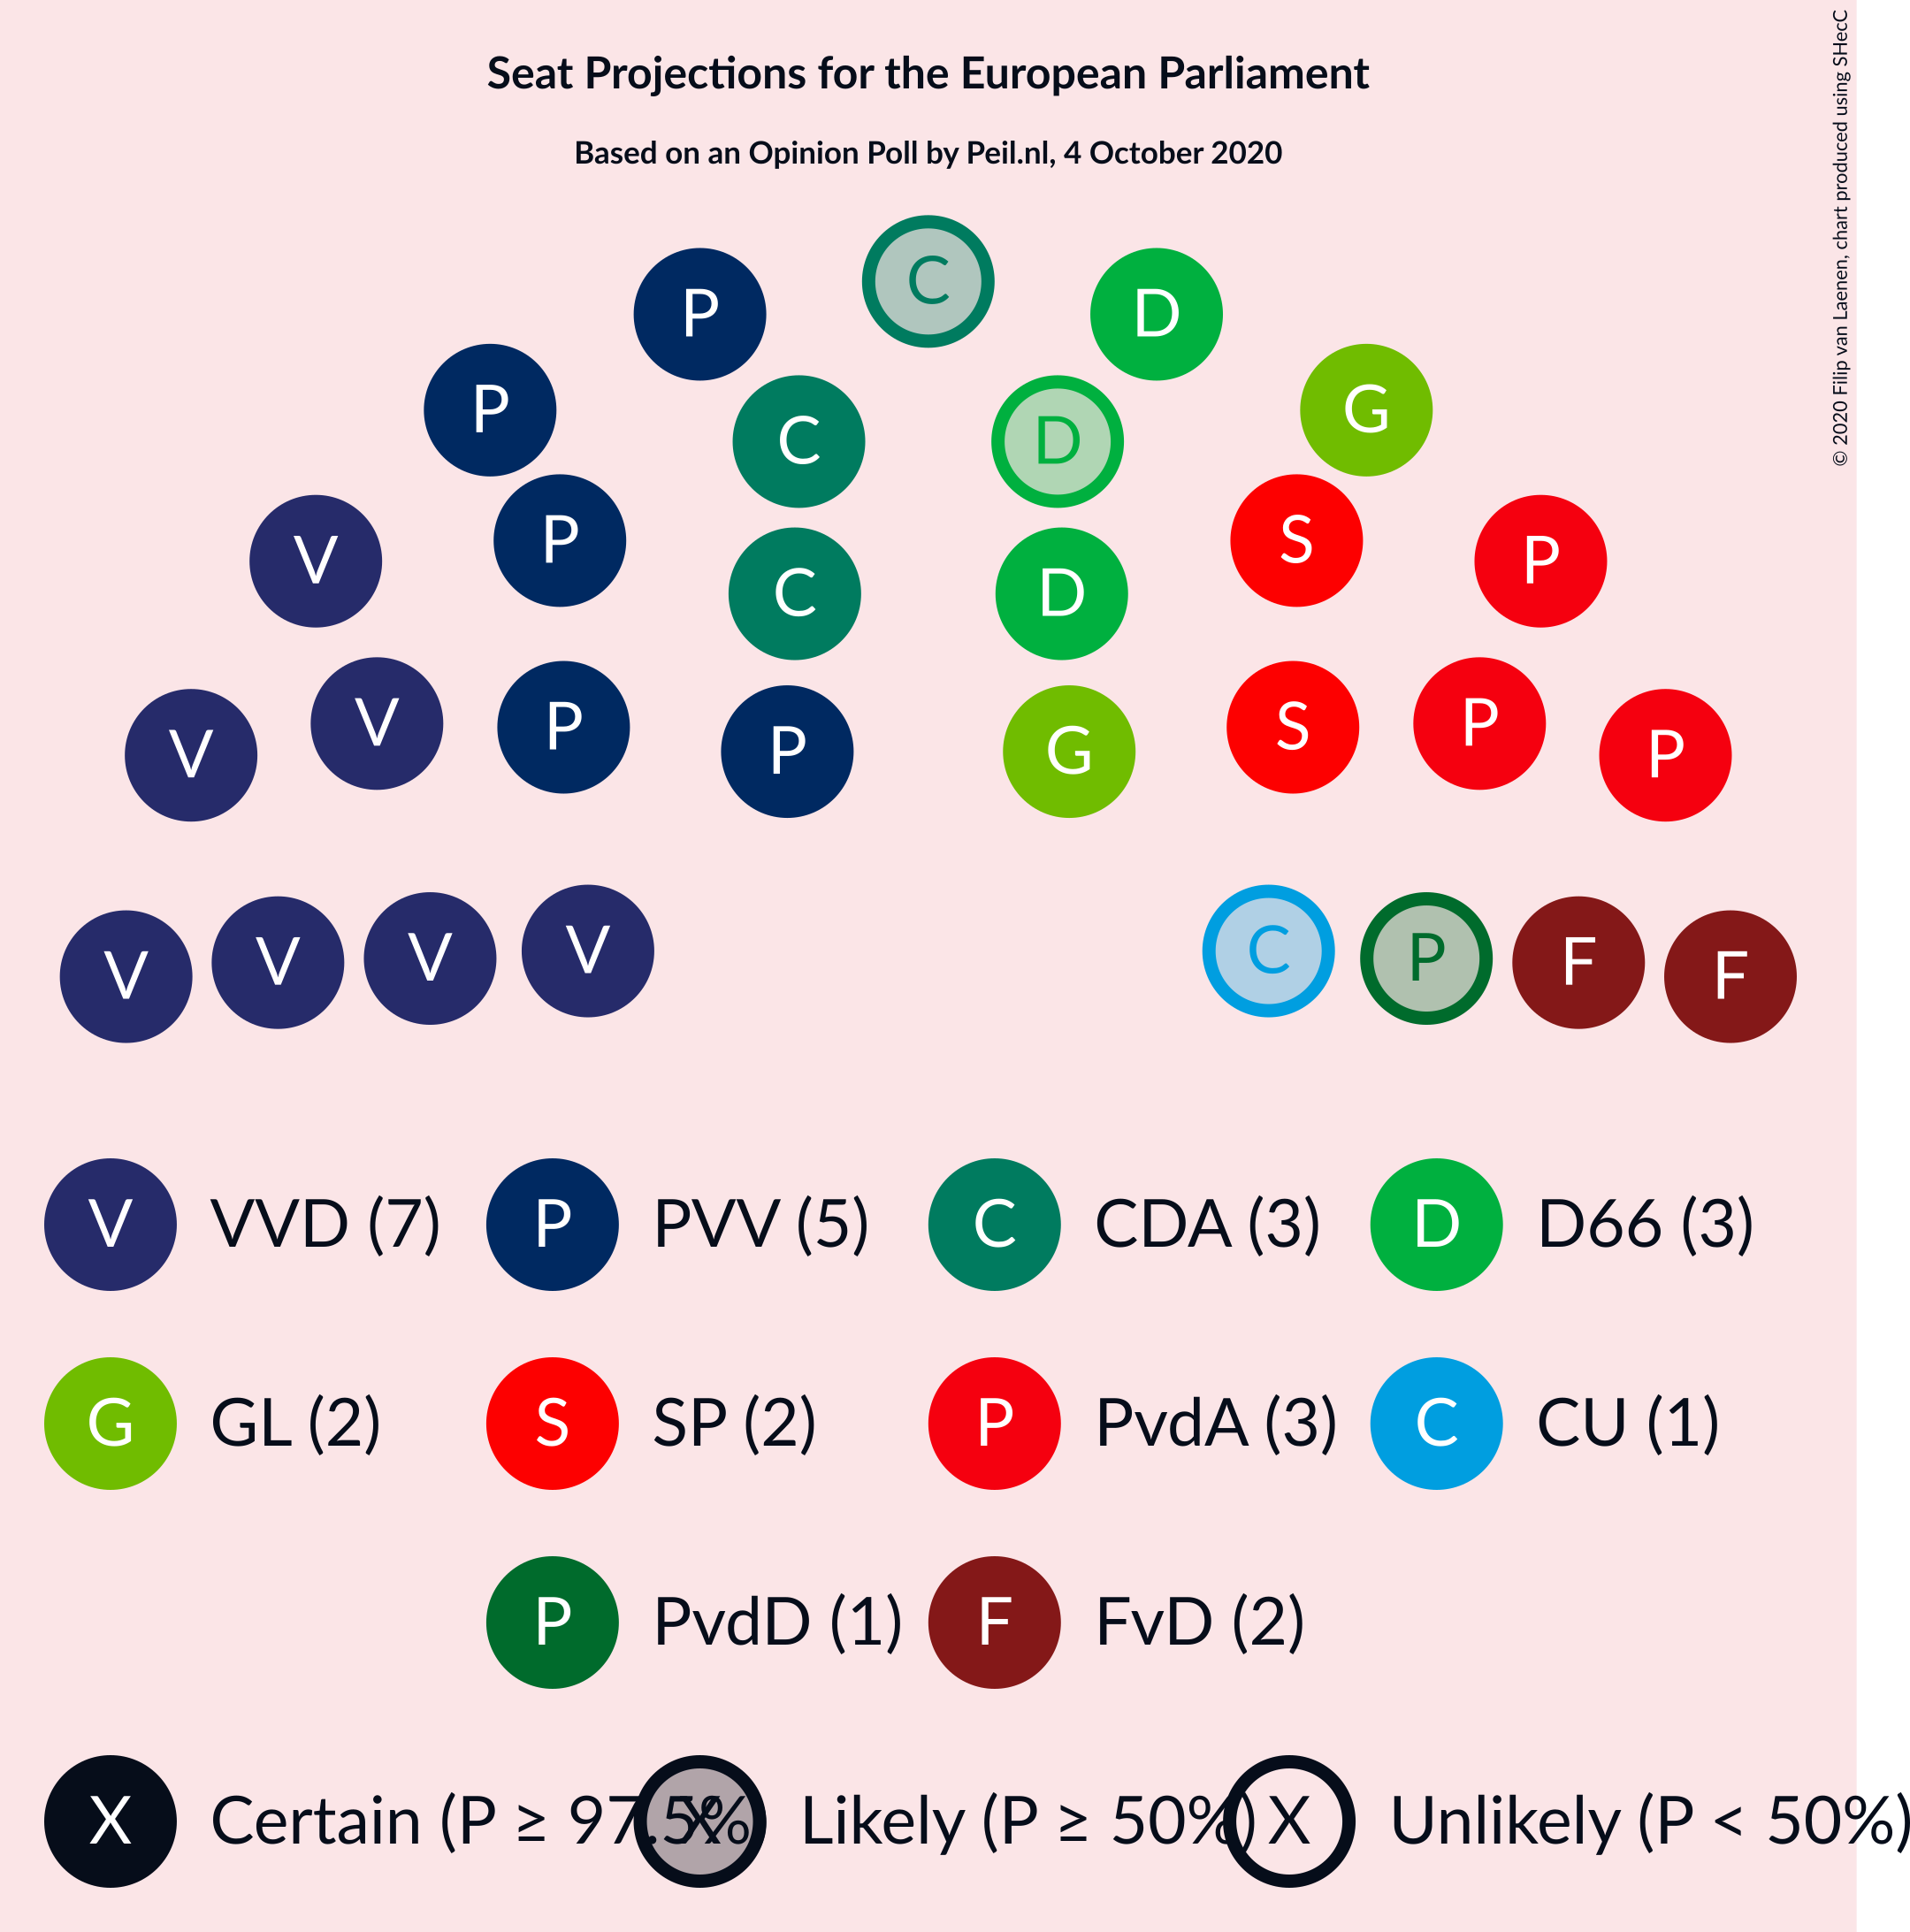 Seat Projections for the European Parliament
Based on an Opinion Poll by Peil.nl, 4 October 2020
© 2020 Filip van Laenen, chart produced using SHecC
C
P D
P G
C D
V P S P
C D
V V P P G S P P
V V V V C P F F
V VVD (7) P PVV (5) C CDA (3) D D66 (3)
G GL (2) S SP (2) P PvdA (3) C CU (1)
P PvdD (1) F FvD (2)
X Certain (P ≥ 97.5% X Likely (P ≥ 50%) X Unlikely (P < 50%)